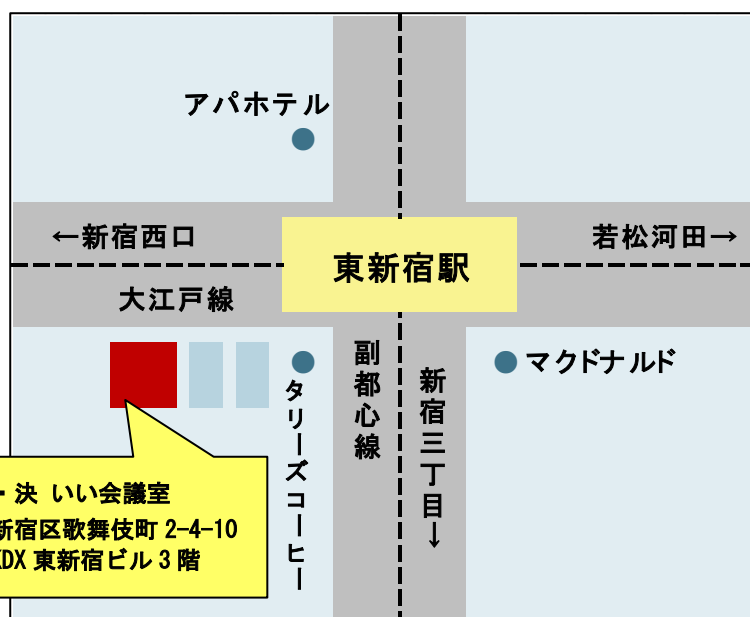 アパホテル
←新宿西口
若松河田→
東新宿駅
大江戸線
副都心線
新宿三丁目→
マクドナルド
タリーズコーヒー
・決 いい会議室
新宿区歌舞伎町 2-4-10
KDX 東新宿ビル 3 階